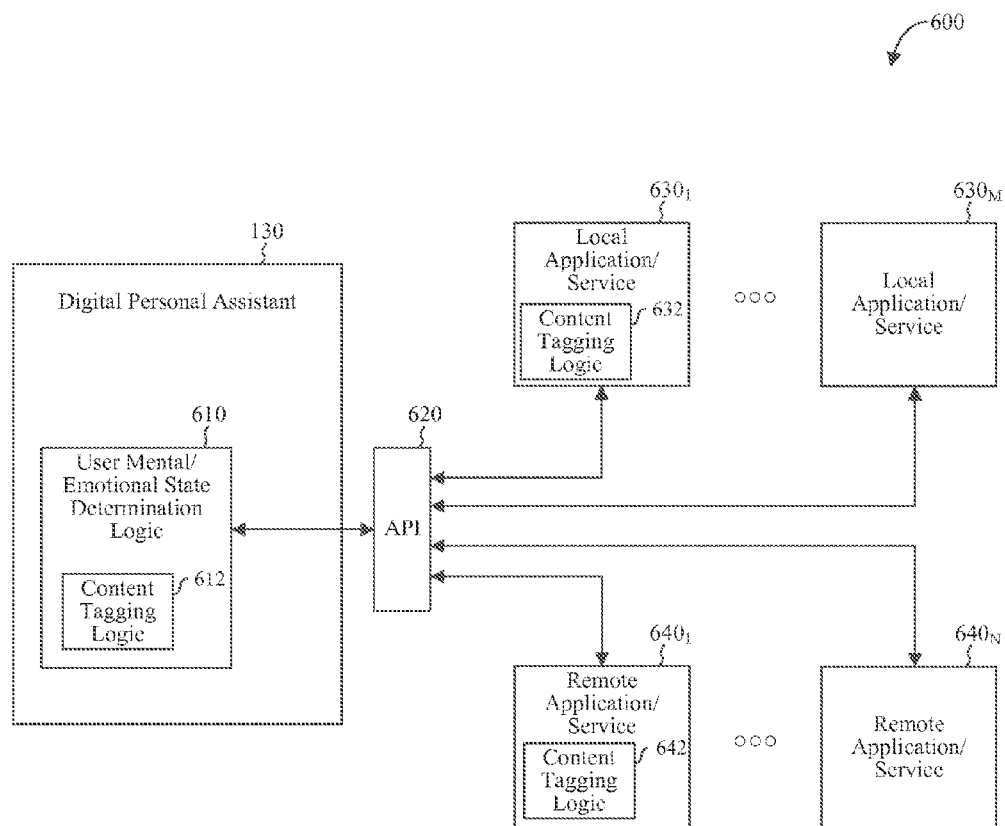 600
630₁
630M
Local
Application/
Service
Content
Tagging
Logic
632
Local
Application/
Service
130
Digital Personal Assistant
610
User Mental/
Emotional State
Determination
Logic
Content
Tagging
Logic
612
620
API
640₁
640N
Remote
Application/
Service
Content
Tagging
Logic
642
Remote
Application/
Service